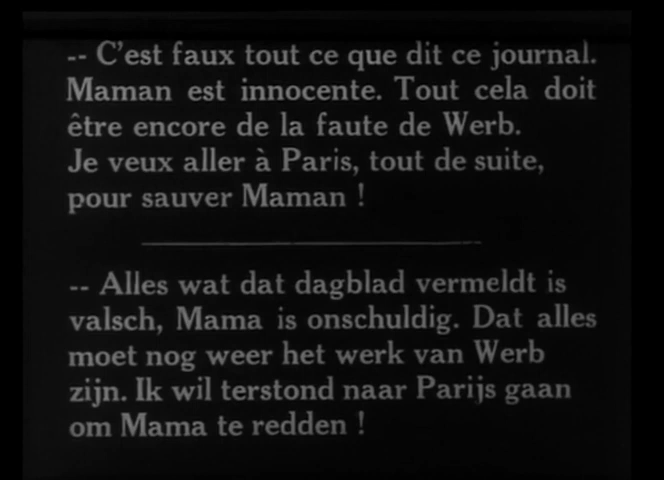 -- C'est faux tout ce que dit ce journal.
Maman est innocente. Tout cela doit
être encore de la faute de Werb.
Je veux aller à Paris, tout de suite,
pour sauver Maman !
-- Alles wat dat dagblad vermeldt is
valsch, Mama is onschuldig. Dat alles
moet nog weer het werk van Werb
zijn. Ik wil terstond naar Parijs gaan
om Mama te redden !